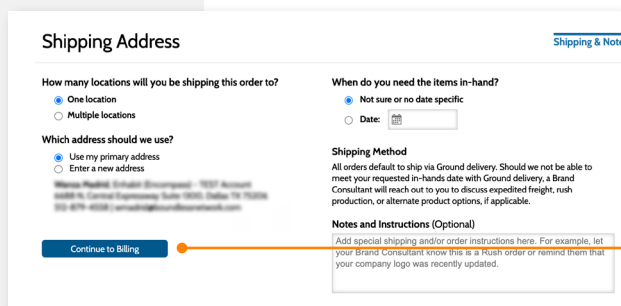 Shipping Address
Shipping & Note
How many locations will you be shipping this order to?
One location
Multiple locations
Which address should we use?
Use my primary address
Enter a new address
Continue to Billing
When do you need the items in-hand?
Not sure or no date specific
Date:
Shipping Method
All orders default to ship via Ground delivery. Should we not be able to
meet your requested in-hands date with Ground delivery, a Brand
Consultant will reach out to you to discuss expedited freight, rush
production, or alternate product options, if applicable.
Notes and Instructions (Optional)
Add special shipping and/or order instructions here. For example, let
your Brand Consultant know this is a Rush order or remind them that
your company logo was recently updated.